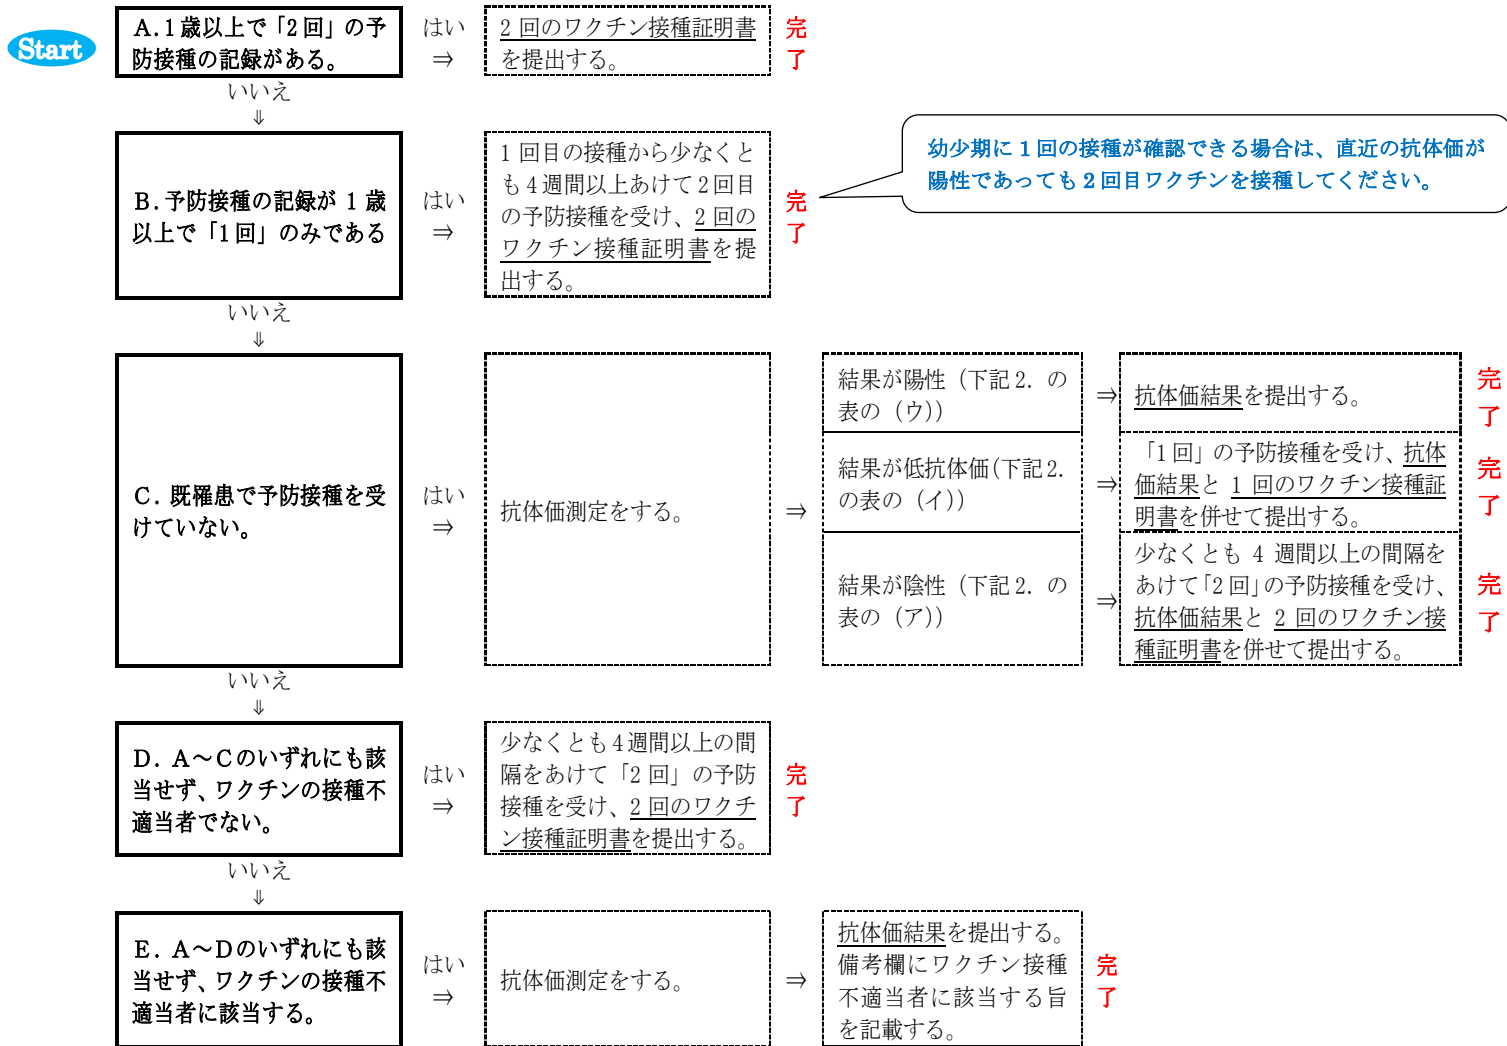 Start
A.1歳以上で「2回」の予
防接種の記録がある。
はい
⇒
2回のワクチン接種証明書
を提出する。
完
了
いいえ
⇓
B.予防接種の記録が 1 歳
以上で「1回」のみである
はい
⇒
1回目の接種から少なくと
も4週間以上あけて2回目
の予防接種を受け、2回の
ワクチン接種証明書を提
出する。
完
了
幼少期に1回の接種が確認できる場合は、直近の抗体価が
陽性であっても2回目ワクチンを接種してください。
いいえ
⇓
C. 既罹患で予防接種を受
けていない。
はい
⇒
抗体価測定をする。
⇒
結果が陽性(下記2. の
表の(ウ))
⇒
抗体価結果を提出する。
完
了
結果が低抗体価(下記2.
の表の(イ))
⇒
「1回」の予防接種を受け、抗体
価結果と 1 回のワクチン接種証
明書を併せて提出する。
完
了
結果が陰性(下記2. の
表の(ア))
⇒
少なくとも 4 週間以上の間隔を
あけて「2回」の予防接種を受け、
抗体価結果と 2 回のワクチン接
種証明書を併せて提出する。
完
了
いいえ
⇓
D. A～Cのいずれにも該
当せず、ワクチンの接種不
適当者でない。
はい
⇒
少なくとも4週間以上の間
隔をあけて「2回」の予防
接種を受け、2回のワクチ
ン接種証明書を提出する。
完
了
いいえ
⇓
E. A～Dのいずれにも該
当せず、ワクチンの接種不
適当者に該当する。
はい
⇒
抗体価測定をする。
⇒
抗体価結果を提出する。
備考欄にワクチン接種
不適当者に該当する旨
を記載する。
完
了